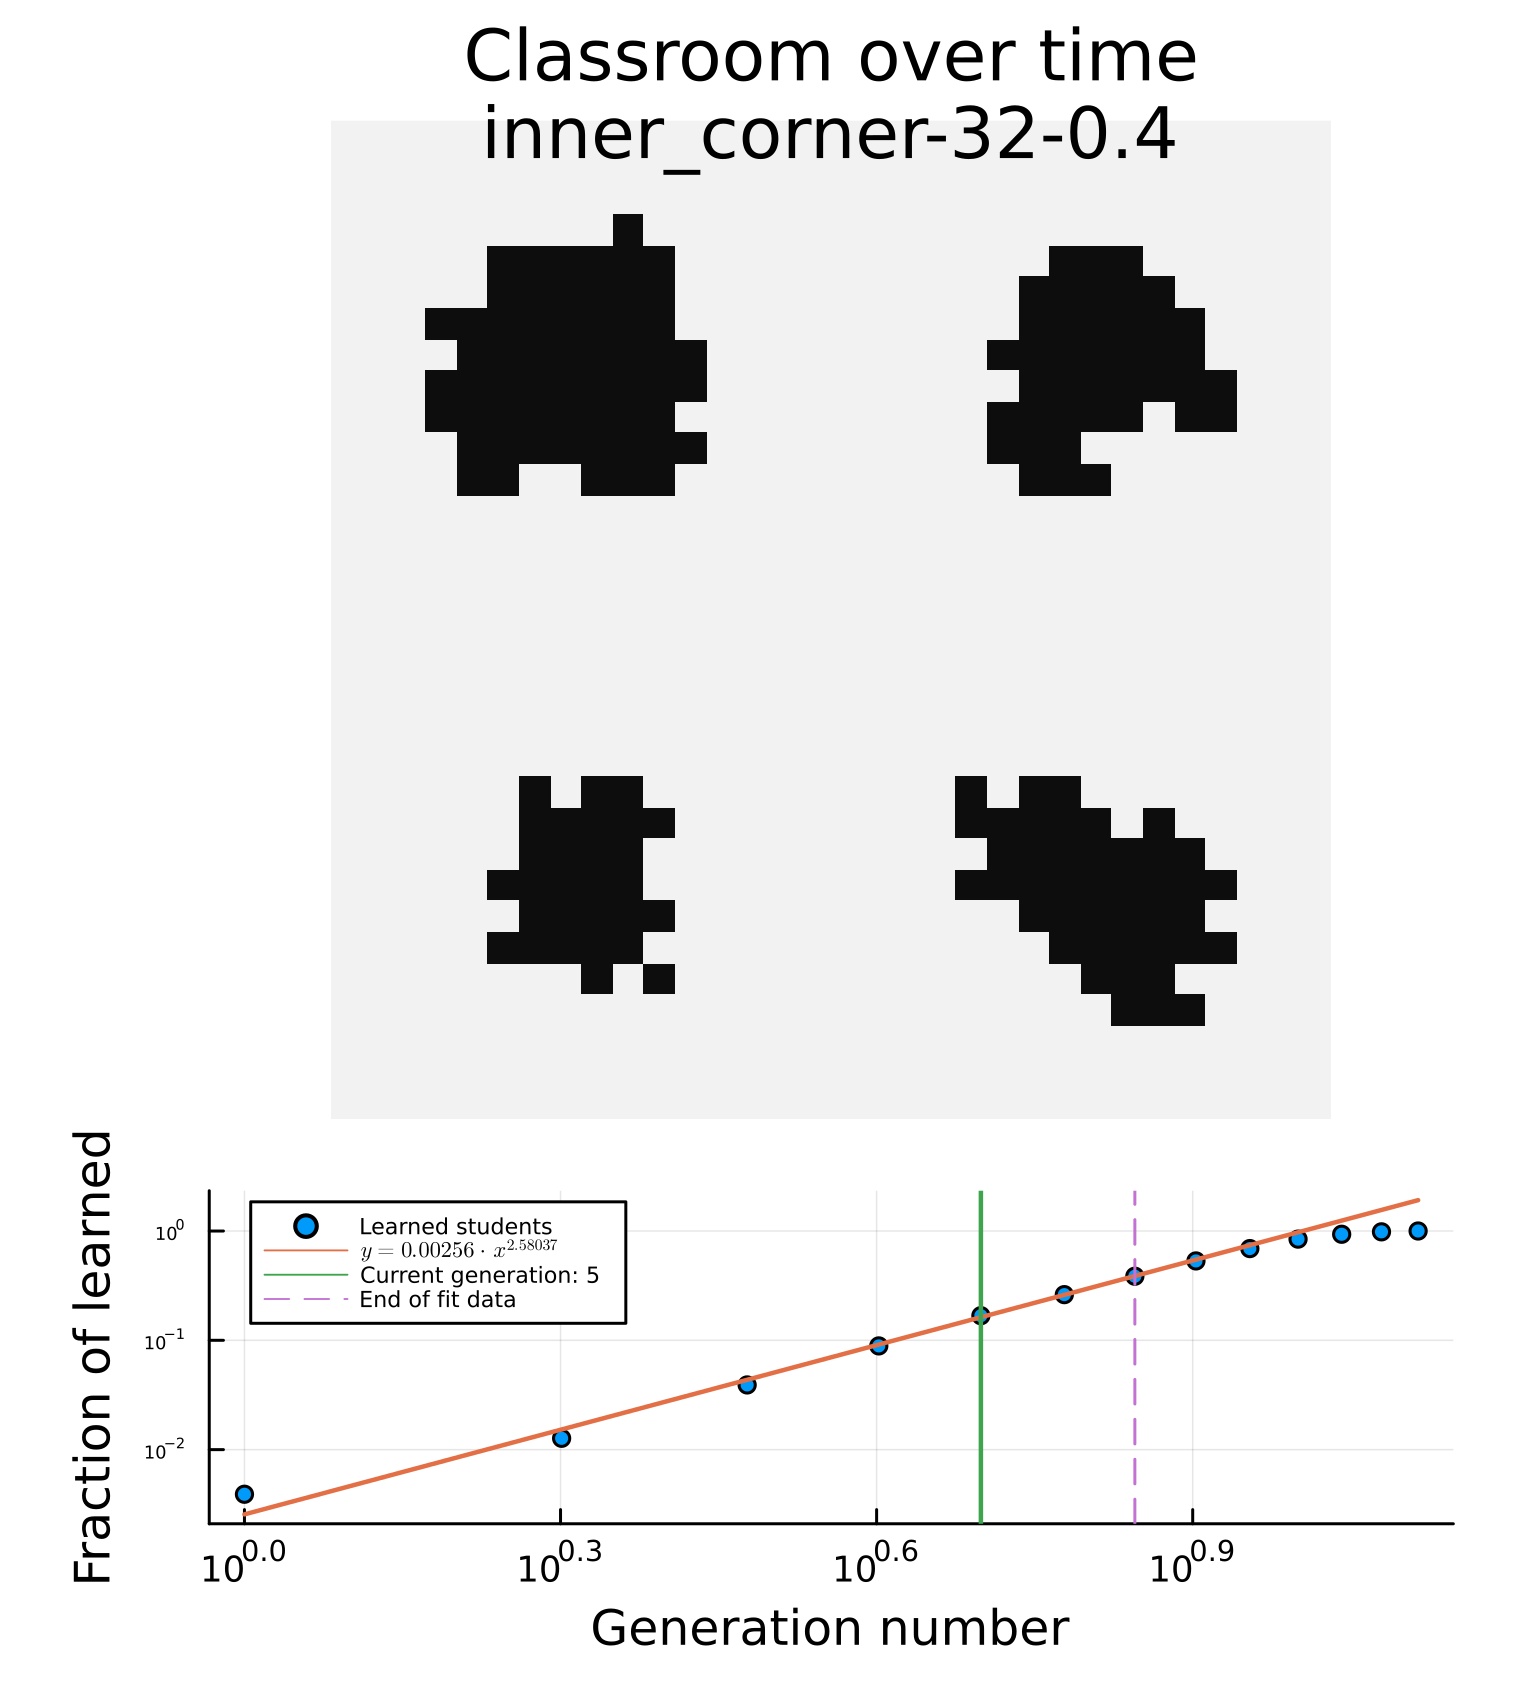 Classroom over time
inner_corner-32-0.4
Fraction of learned
10^0
10^-1
10^-2
Learned students
y = 0.00256 · x^2.58037
Current generation: 5
End of fit data
10^0.0 10^0.3 10^0.6 10^0.9
Generation number